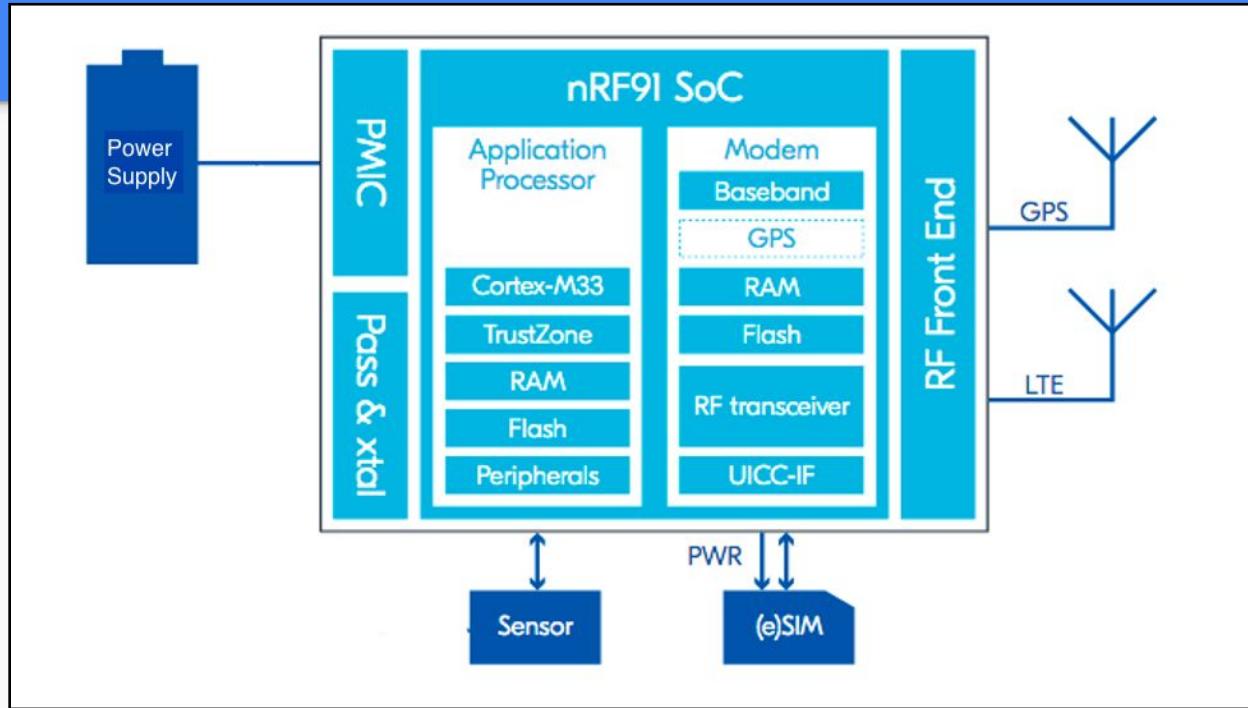 Power
Supply
PMIC
Pass & xtal
nRF91 SoC
Application
Processor
Cortex-M33
TrustZone
RAM
Flash
Peripherals
Modem
Baseband
GPS
RAM
Flash
RF transceiver
UICC-IF
RF Front End
GPS
LTE
PWR
Sensor
(e)SIM